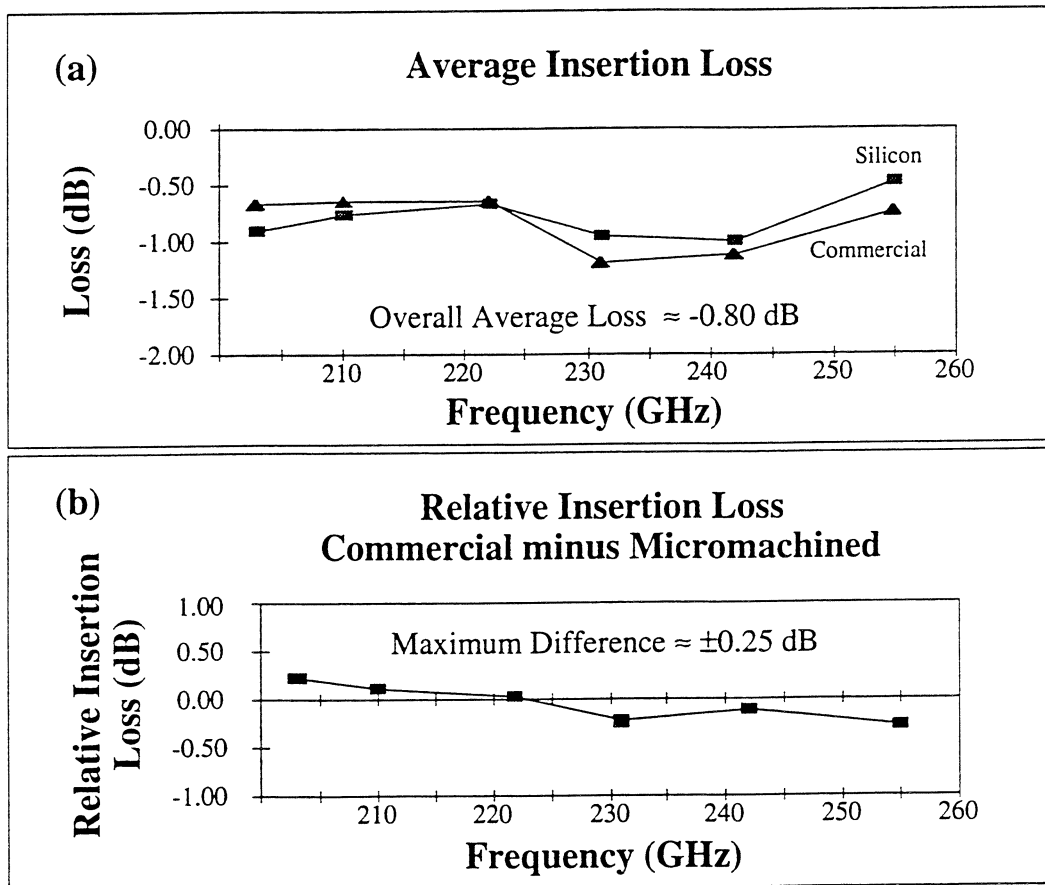 (a)
Average Insertion Loss
Loss (dB)
0.00
-0.50
-1.00
-1.50
-2.00
Silicon
Commercial
Overall Average Loss ≈ -0.80 dB
210
220
230
240
250
260
Frequency (GHz)
(b)
Relative Insertion Loss
Commercial minus Micromachined
Relative Insertion
Loss (dB)
1.00
0.50
0.00
-0.50
-1.00
Maximum Difference ≈ ±0.25 dB
210
220
230
240
250
260
Frequency (GHz)